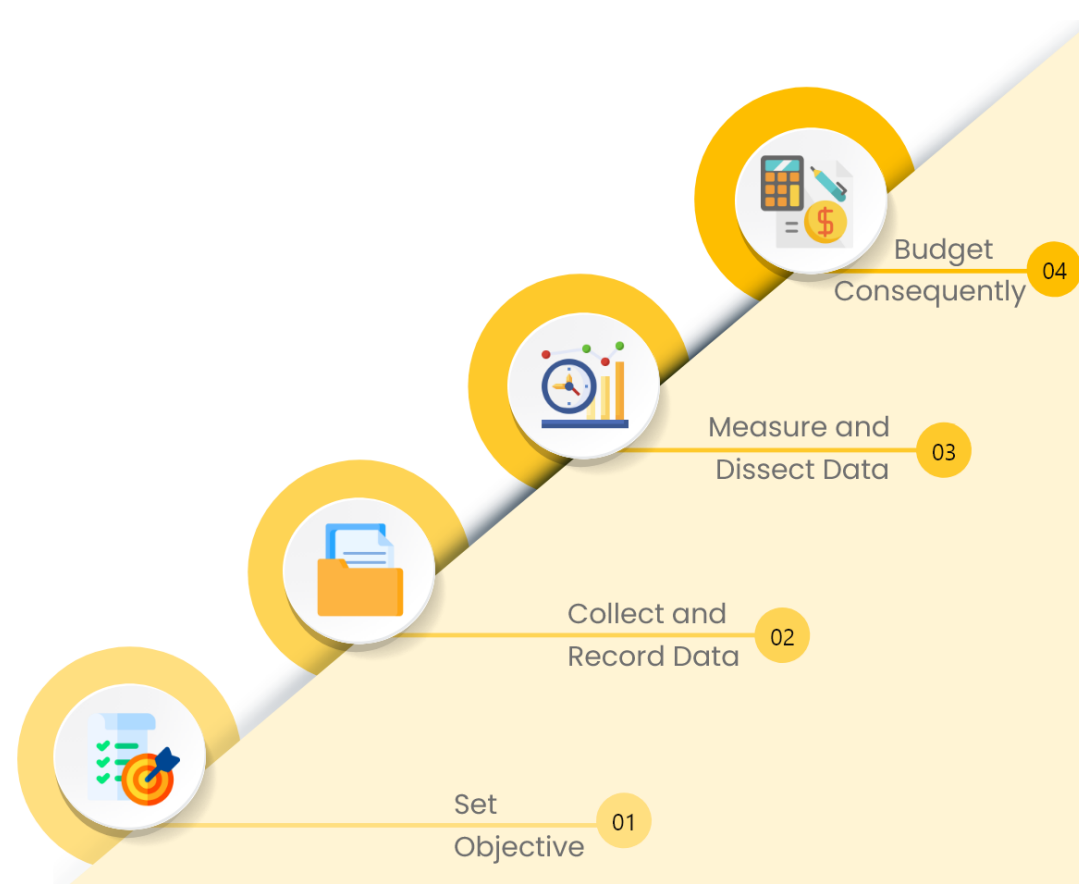 Budget
Consequently
04
Measure and
Dissect Data
03
Collect and
Record Data
02
Set
Objective
01